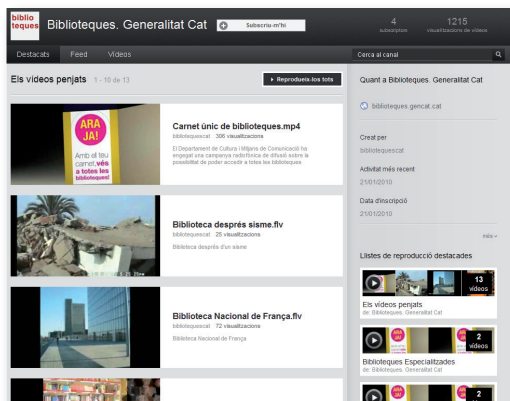 biblio
teques
Biblioteques. Generalitat Cat
Subscriu-m'hi
4
subscriptors
1215
visualitzacions de vídeos
Destacats
Feed
Vídeos
Cerca al canal
Els vídeos penjats 1 - 10 de 13
Reprodueix-los tots
ARA
JA!
Amb el teu
carnet, vés
a totes les
biblioteques!
Carnet únic de biblioteques.mp4
bibliotequescat 306 visualitzacions
El Departament de Cultura i Mitjans de Comunicació ha
engegat una campanya radiofònica de difusió sobre la
possibilitat de poder accedir a totes les biblioteques
Biblioteca després sisme.flv
bibliotequescat 25 visualitzacions
Biblioteca després d'un sisme
Biblioteca Nacional de França.flv
bibliotequescat 72 visualitzacions
Biblioteca Nacional de França
Quant a Biblioteques. Generalitat Cat
biblioteques.gencat.cat
Creat per
bibliotequescat
Activitat més recent
21/01/2010
Data d'inscripció
21/01/2010
més
Llistes de reproducció destacades
13
vídeos
Els vídeos penjats
de: Biblioteques. Generalitat Cat
ARA
JA!
2
vídeos
Biblioteques Especialitzades
de: Biblioteques. Generalitat Cat
ARA
JA!
2